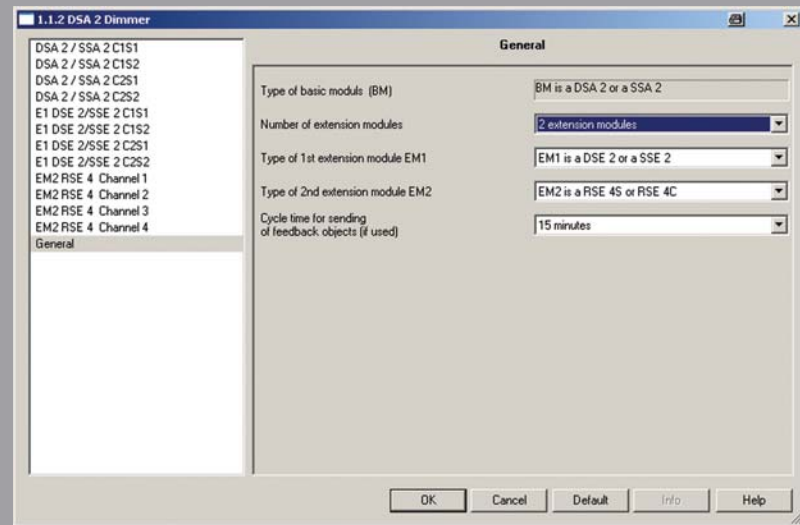 1.1.2 DSA 2 Dimmer
DSA 2 / SSA 2 C1S1
DSA 2 / SSA 2 C1S2
DSA 2 / SSA 2 C2S1
DSA 2 / SSA 2 C2S2
E1 DSE 2/SSE 2 C1S1
E1 DSE 2/SSE 2 C1S2
E1 DSE 2/SSE 2 C2S1
E1 DSE 2/SSE 2 C2S2
EM2 RSE 4 Channel 1
EM2 RSE 4 Channel 2
EM2 RSE 4 Channel 3
EM2 RSE 4 Channel 4
General
General
Type of basic moduls (BM)
BM is a DSA 2 or a SSA 2
Number of extension modules
2 extension modules
Type of 1st extension module EM1
EM1 is a DSE 2 or a SSE 2
Type of 2nd extension module EM2
EM2 is a RSE 4S or RSE 4C
Cycle time for sending
of feedback objects (if used)
15 minutes
OK
Cancel
Default
Info
Help